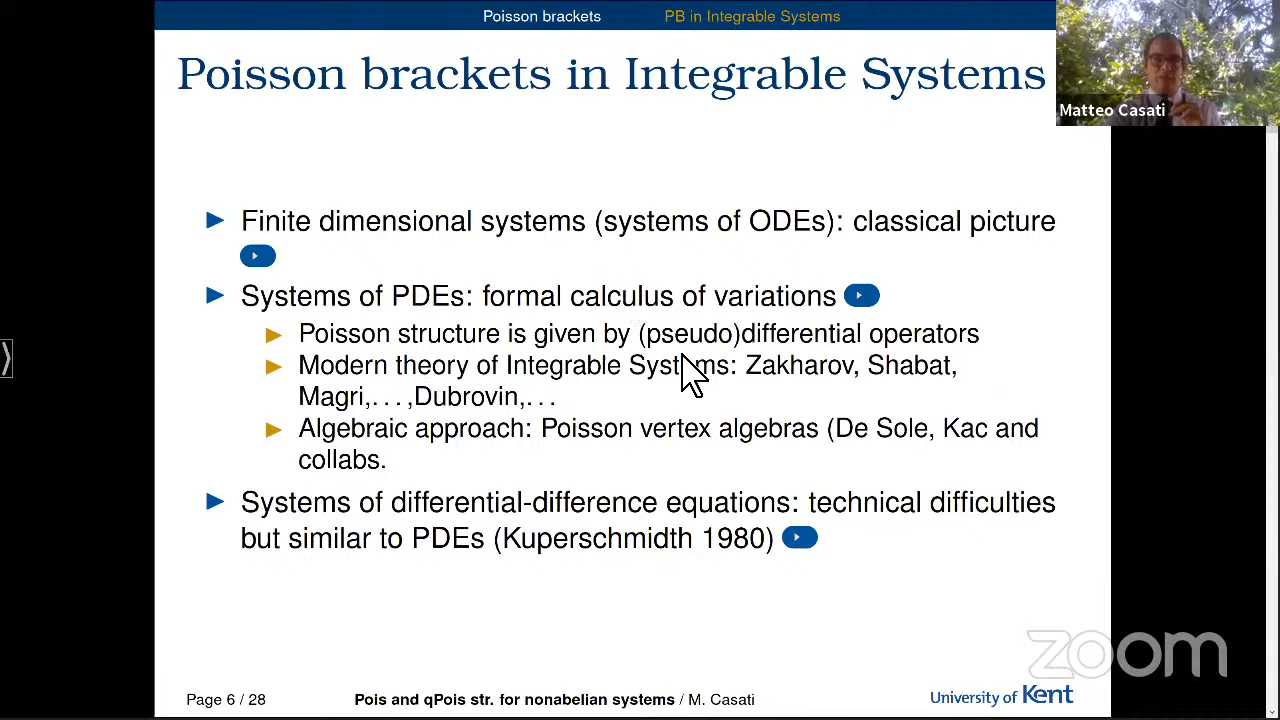 Poisson brackets PB in Integrable Systems
Poisson brackets in Integrable Systems
Matteo Casati
Finite dimensional systems (systems of ODEs): classical picture
Systems of PDEs: formal calculus of variations
Poisson structure is given by (pseudo)differential operators
Modern theory of Integrable Systems: Zakharov, Shabat,
Magri,...,Dubrovin,...
Algebraic approach: Poisson vertex algebras (De Sole, Kac and
collabs.
Systems of differential-difference equations: technical difficulties
but similar to PDEs (Kuperschmidth 1980)
zoom
Page 6 / 28 Pois and qPois str. for nonabelian systems / M. Casati University of Kent